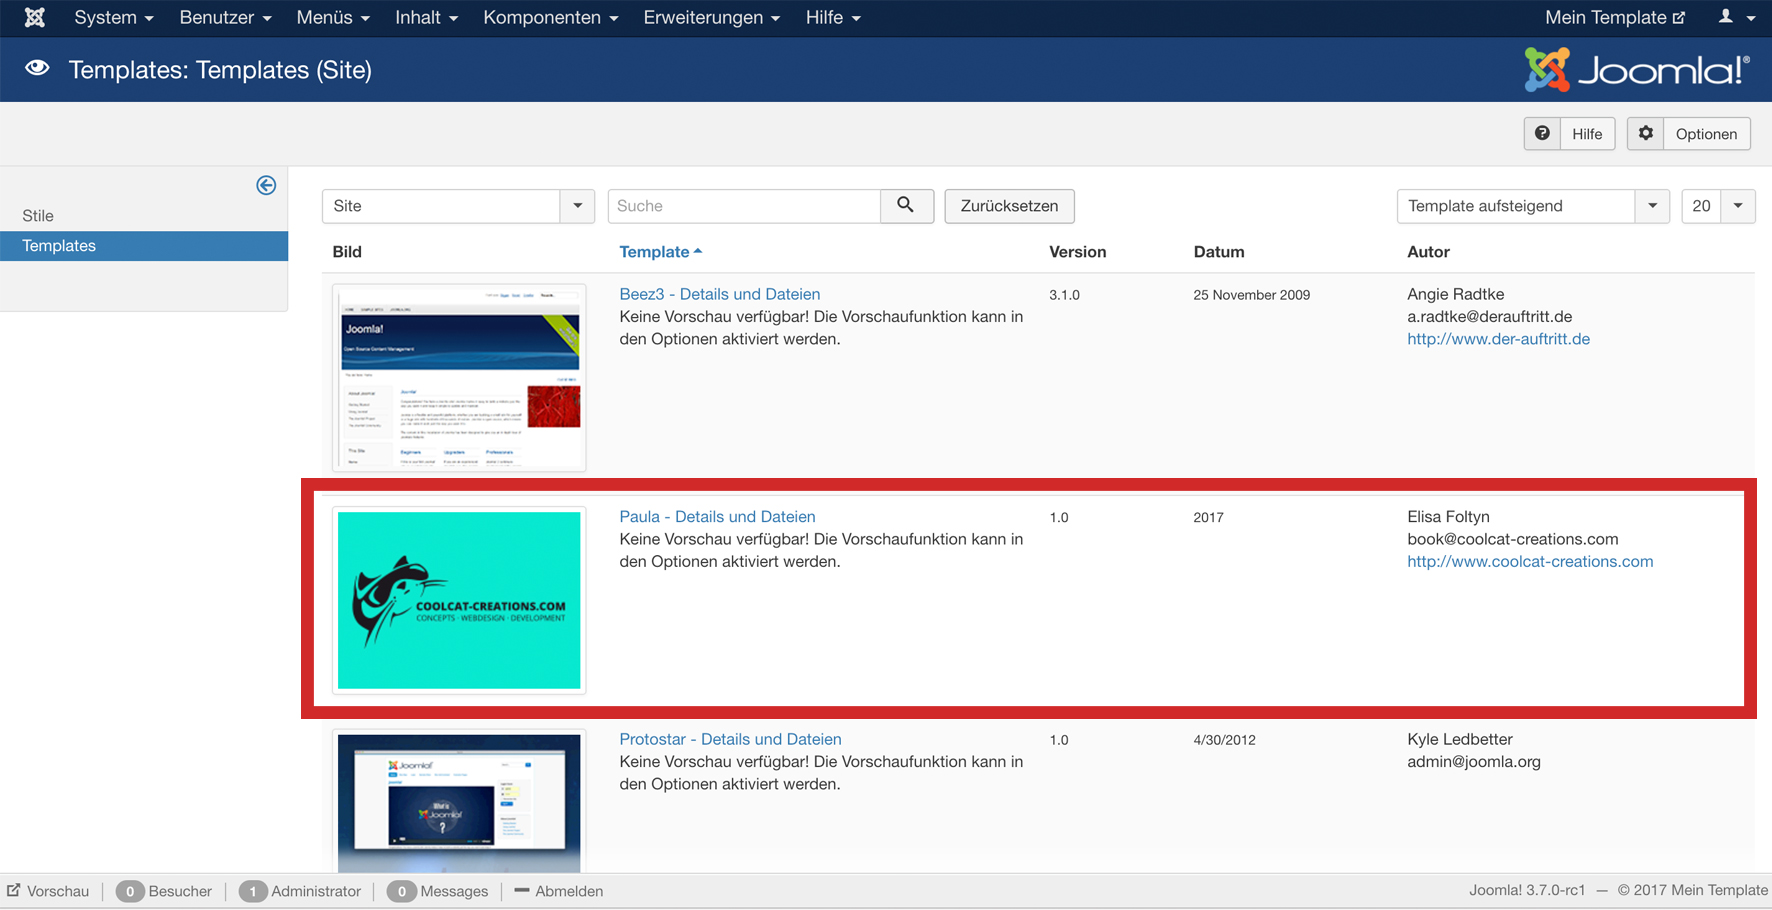 System Benutzer Menüs Inhalt Komponenten Erweiterungen Hilfe Mein Template
Templates: Templates (Site) Joomla!®
Hilfe Optionen
Stile
Templates
Site Suche Zurücksetzen Template aufsteigend 20
Bild Template Version Datum Autor
Beez3 - Details und Dateien 3.1.0 25 November 2009 Angie Radtke
Keine Vorschau verfügbar! Die Vorschaufunktion kann in a.radtke@derauftritt.de
den Optionen aktiviert werden. http://www.der-auftritt.de
Joomla!
Open Source Content Management
Paula - Details und Dateien 1.0 2017 Elisa Foltyn
Keine Vorschau verfügbar! Die Vorschaufunktion kann in book@coolcat-creations.com
den Optionen aktiviert werden. http://www.coolcat-creations.com
COOLCAT-CREATIONS.COM
CONCEPTS · WEBDESIGN · DEVELOPMENT
Protostar - Details und Dateien 1.0 4/30/2012 Kyle Ledbetter
Keine Vorschau verfügbar! Die Vorschaufunktion kann in admin@joomla.org
den Optionen aktiviert werden.
Joomla!
What is
Joomla!
?
Vorschau 0 Besucher 1 Administrator 0 Messages Abmelden Joomla! 3.7.0-rc1 — © 2017 Mein Template